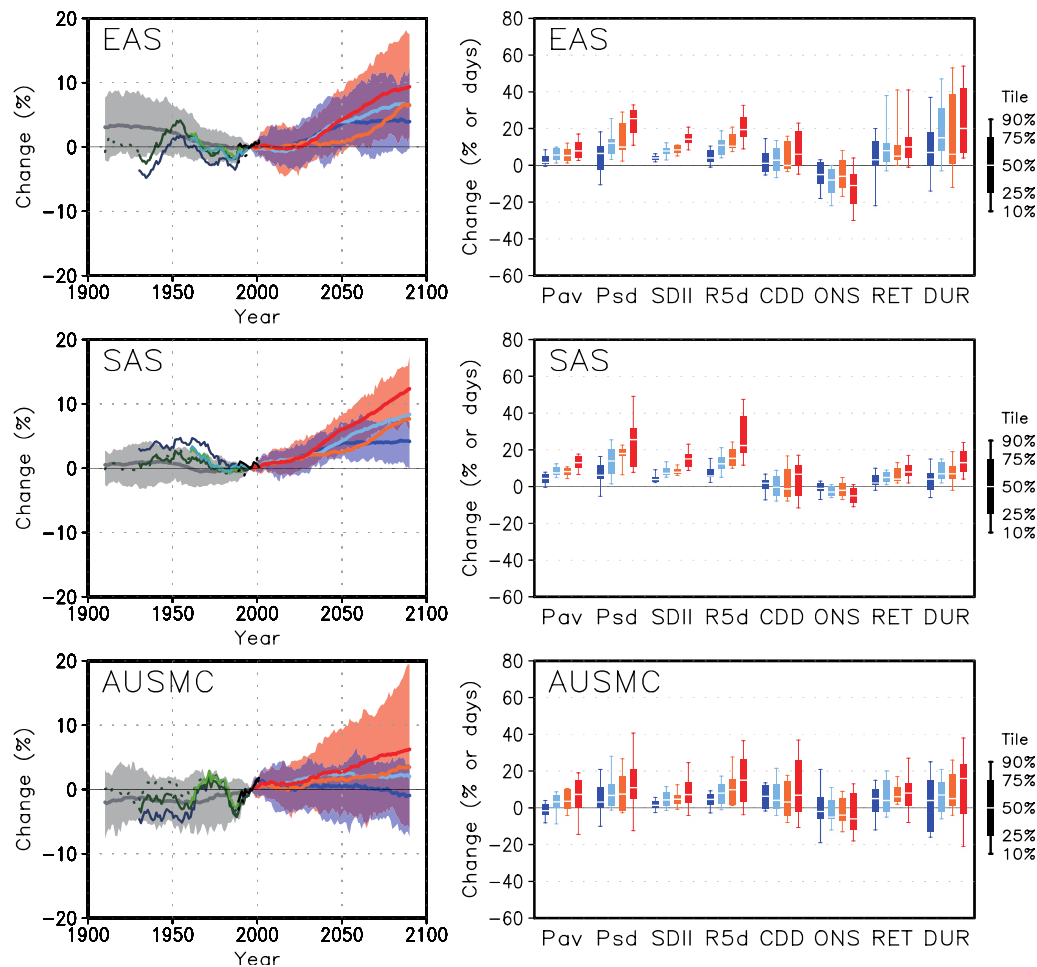 EAS
Change (%)
20
10
0
−10
−20
1900 1950 2000 2050 2100
Year
EAS
Change (% or days)
80
60
40
20
0
−20
−40
−60
Pav Psd SDII R5d CDD ONS RET DUR
Tile
90%
75%
50%
25%
10%
SAS
Change (%)
20
10
0
−10
−20
1900 1950 2000 2050 2100
Year
SAS
Change (% or days)
80
60
40
20
0
−20
−40
−60
Pav Psd SDII R5d CDD ONS RET DUR
Tile
90%
75%
50%
25%
10%
AUSMC
Change (%)
20
10
0
−10
−20
1900 1950 2000 2050 2100
Year
AUSMC
Change (% or days)
80
60
40
20
0
−20
−40
−60
Pav Psd SDII R5d CDD ONS RET DUR
Tile
90%
75%
50%
25%
10%